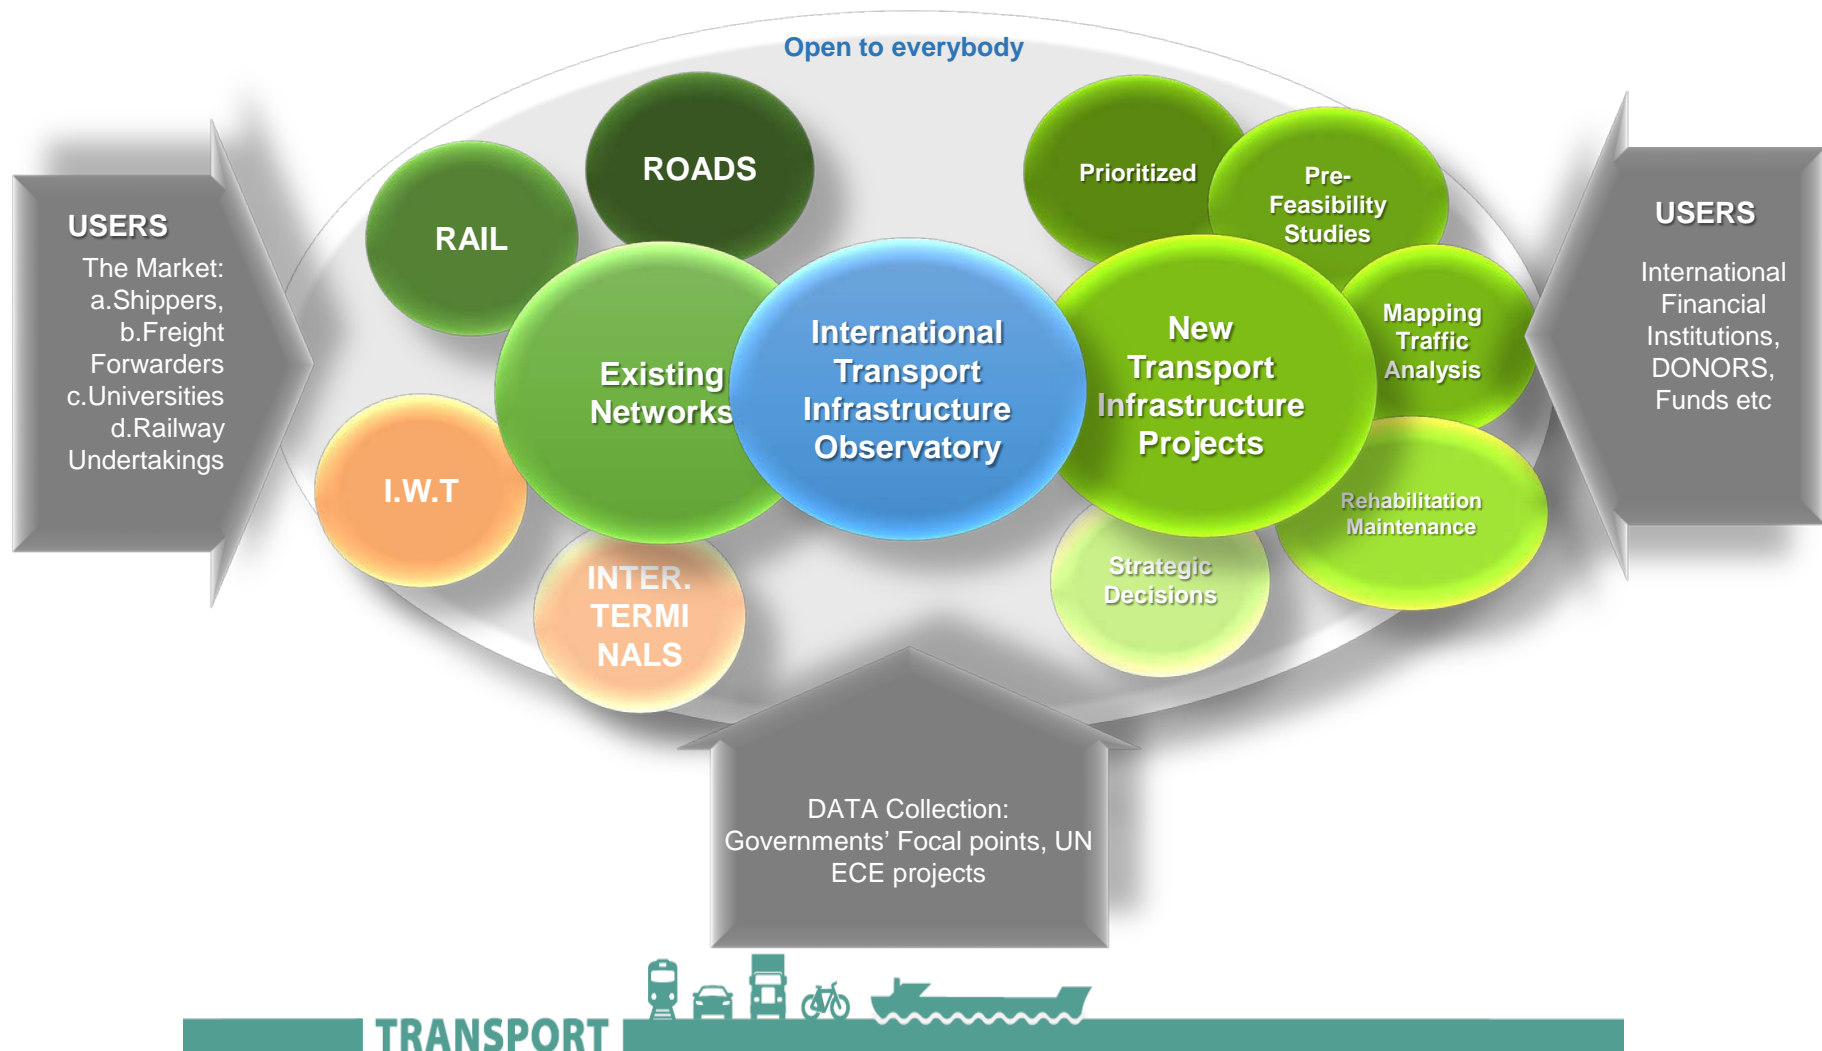 Open to everybody
USERS
The Market:
a.Shippers,
b.Freight
Forwarders
c.Universities
d.Railway
Undertakings
ROADS
RAIL
I.W.T
INTER.
TERMI
NALS
Existing
Networks
International
Transport
Infrastructure
Observatory
New
Transport
Infrastructure
Projects
Prioritized
Pre-
Feasibility
Studies
Mapping
Traffic
Analysis
Rehabilitation
Maintenance
Strategic
Decisions
USERS
International
Financial
Institutions,
DONORS,
Funds etc
DATA Collection:
Governments’ Focal points, UN
ECE projects
TRANSPORT